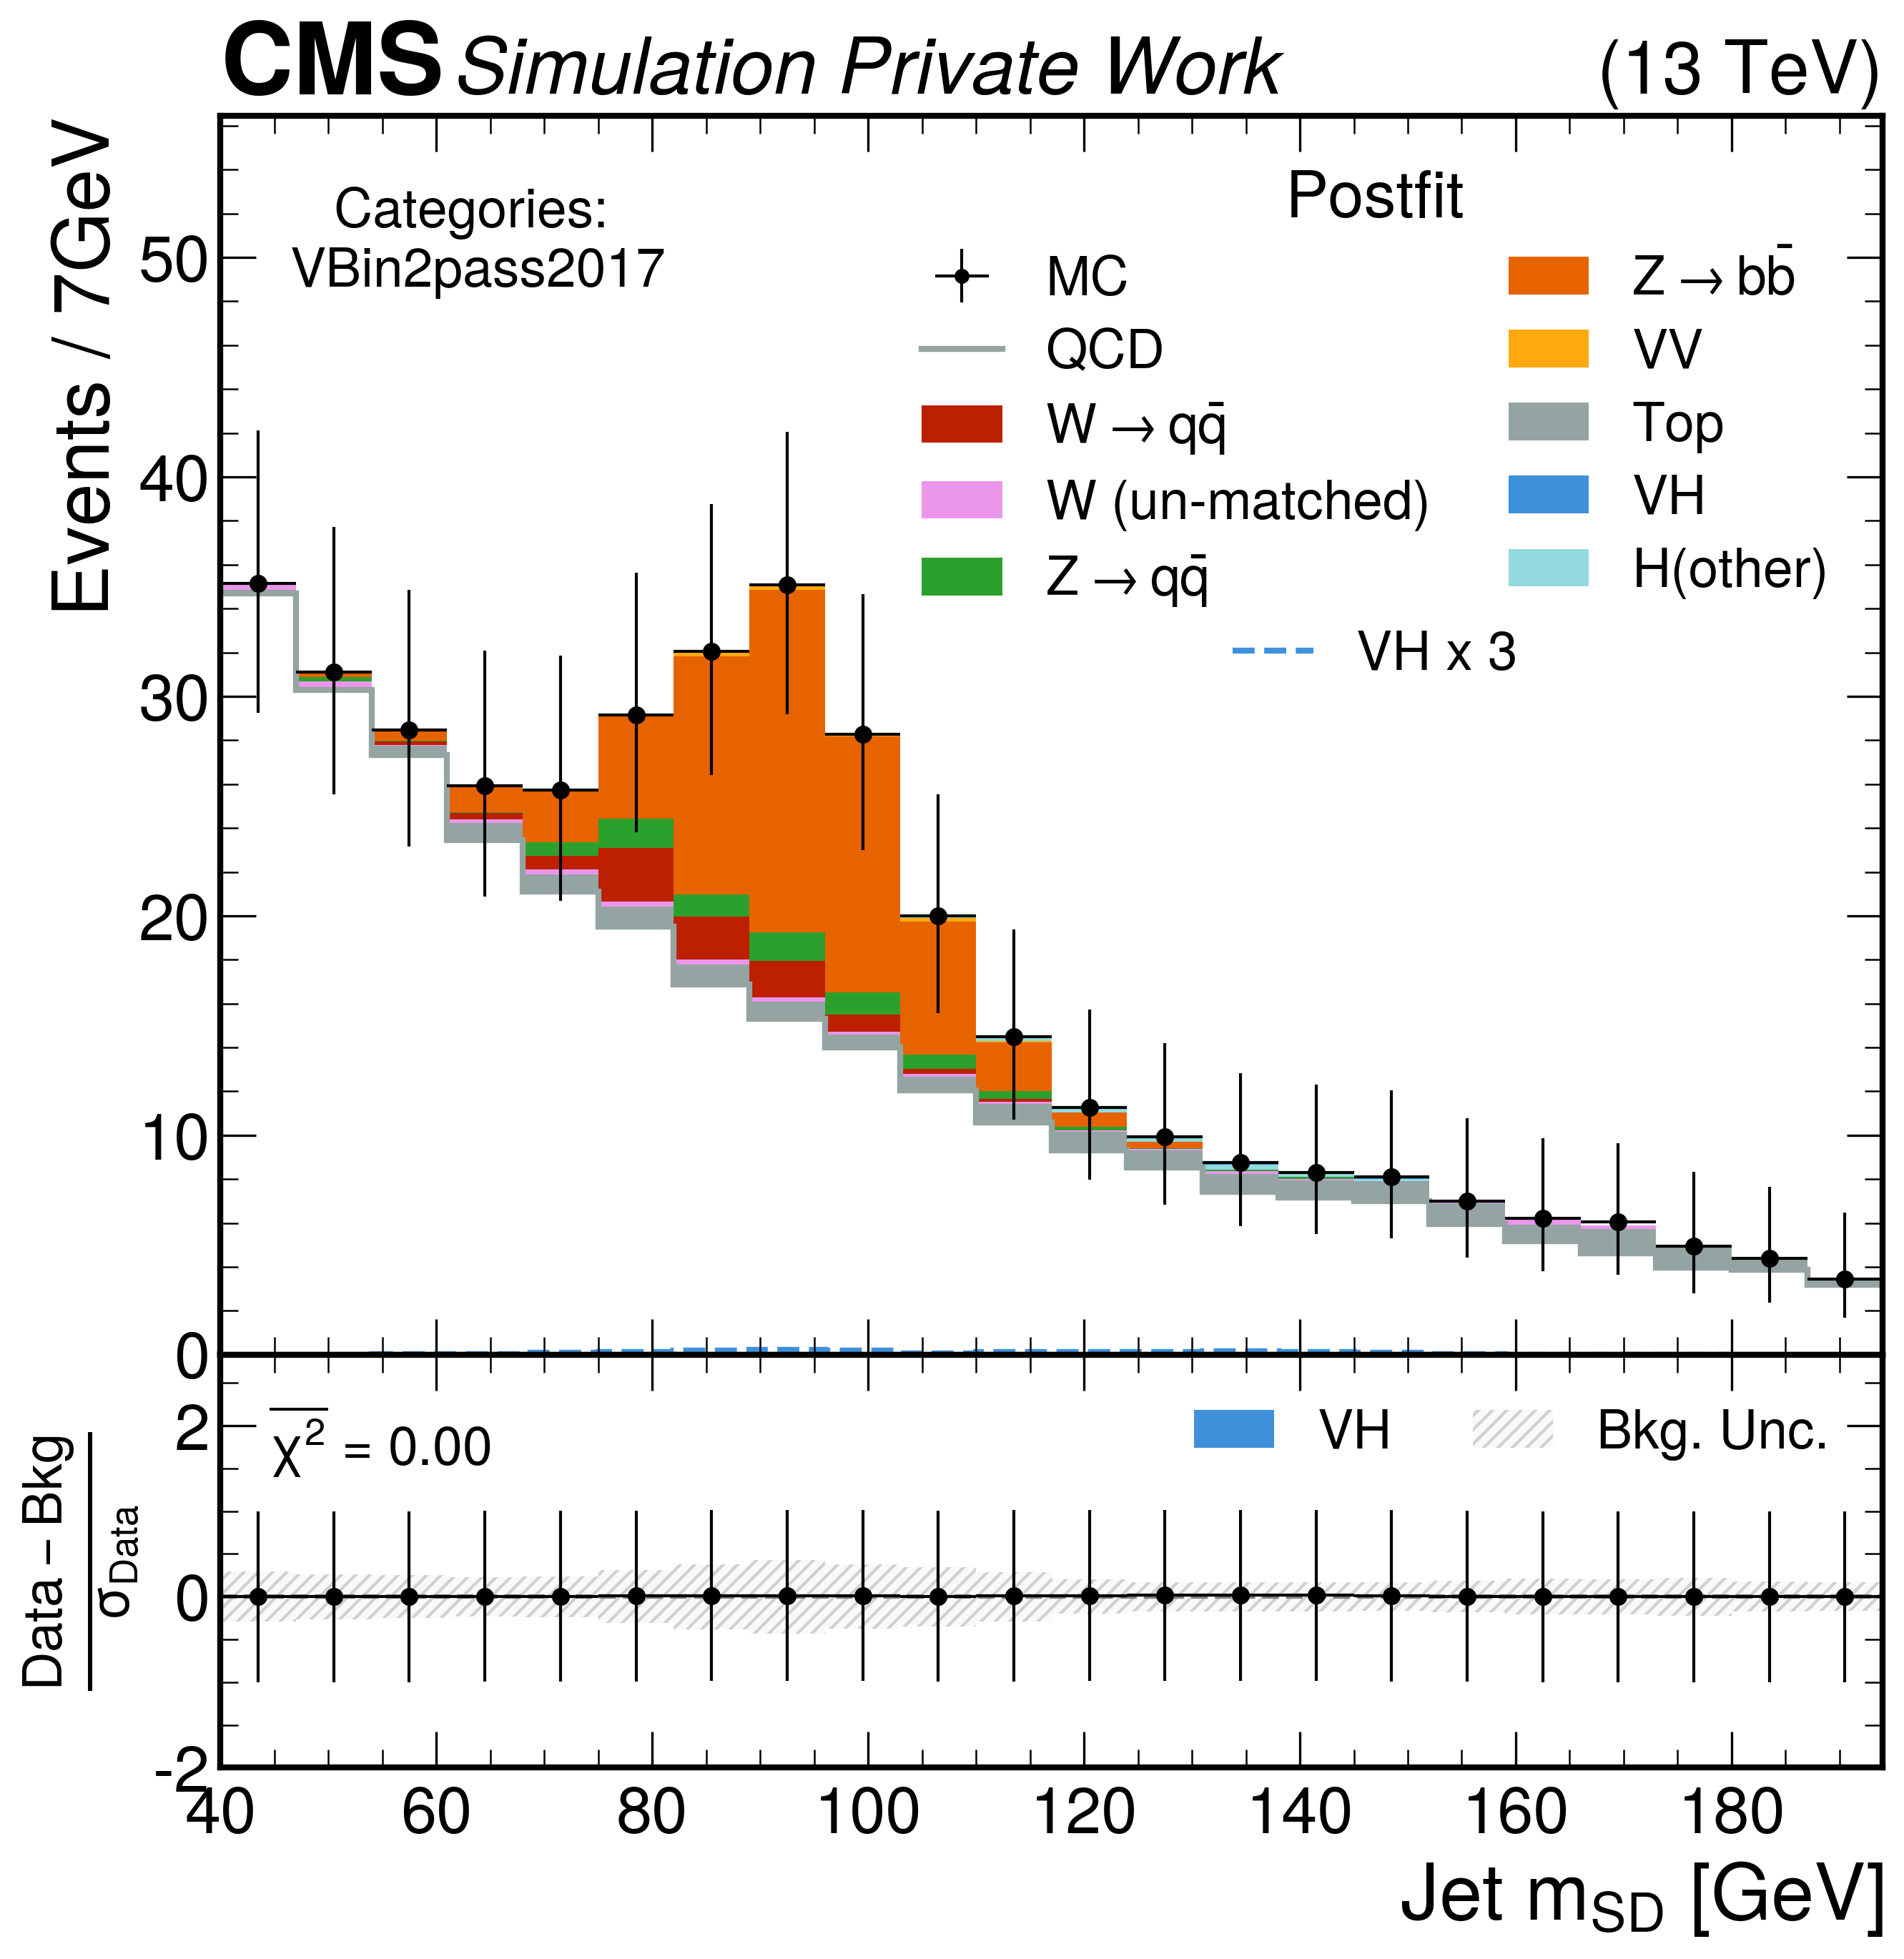 CMS Simulation Private Work (13 TeV)
Events / 7GeV
Categories:
VBin2pass2017
Postfit
MC
QCD
W → qq̄
W (un-matched)
Z → qq̄
Z → bb̄
VV
Top
VH
H(other)
VH x 3
50
40
30
20
10
0
Data – Bkg
σData
χ² = 0.00
VH
Bkg. Unc.
2
0
-2
40 60 80 100 120 140 160 180
Jet mSD [GeV]